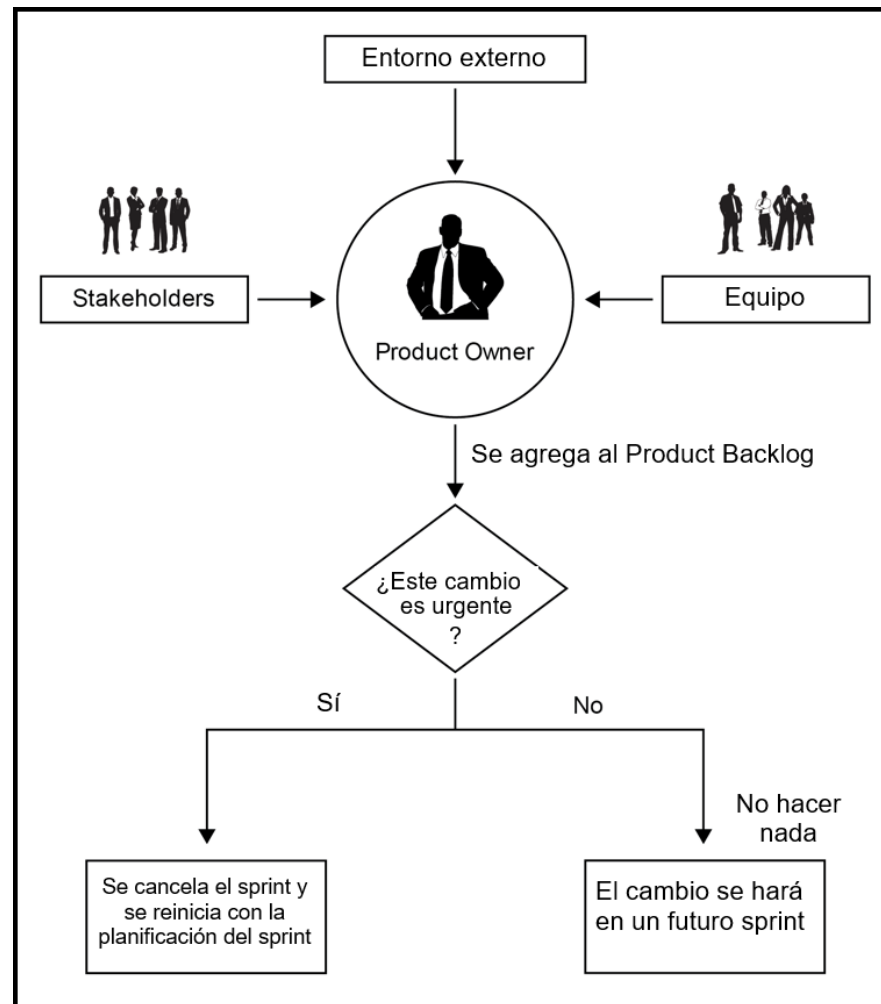 Entorno externo
Stakeholders
Equipo
Product Owner
Se agrega al Product Backlog
¿Este cambio
es urgente
?
Sí
No
No hacer
nada
Se cancela el sprint y
se reinicia con la
planificación del sprint
El cambio se hará
en un futuro sprint